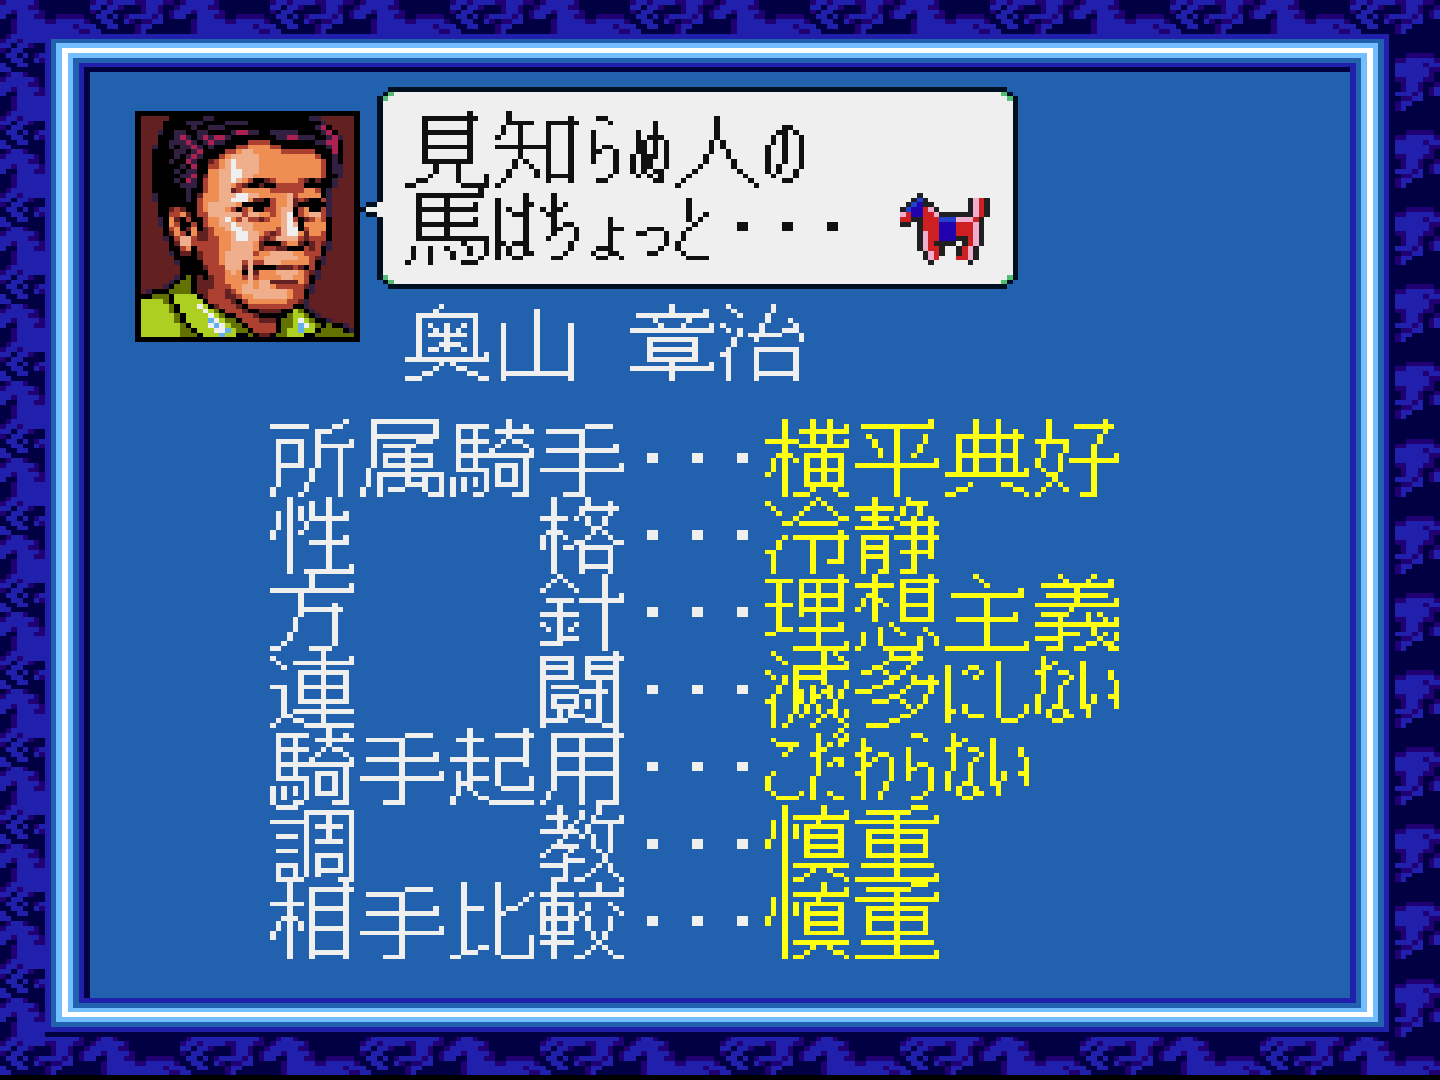 見知らぬ人の
馬はちょっと・・・
奥山 章治
所属騎手・・・横平典好
性 格・・・冷静
方 針・・・理想主義
連 闘・・・滅多にしない
騎手起用・・・こだわらない
調 教・・・慎重
相手比較・・・慎重